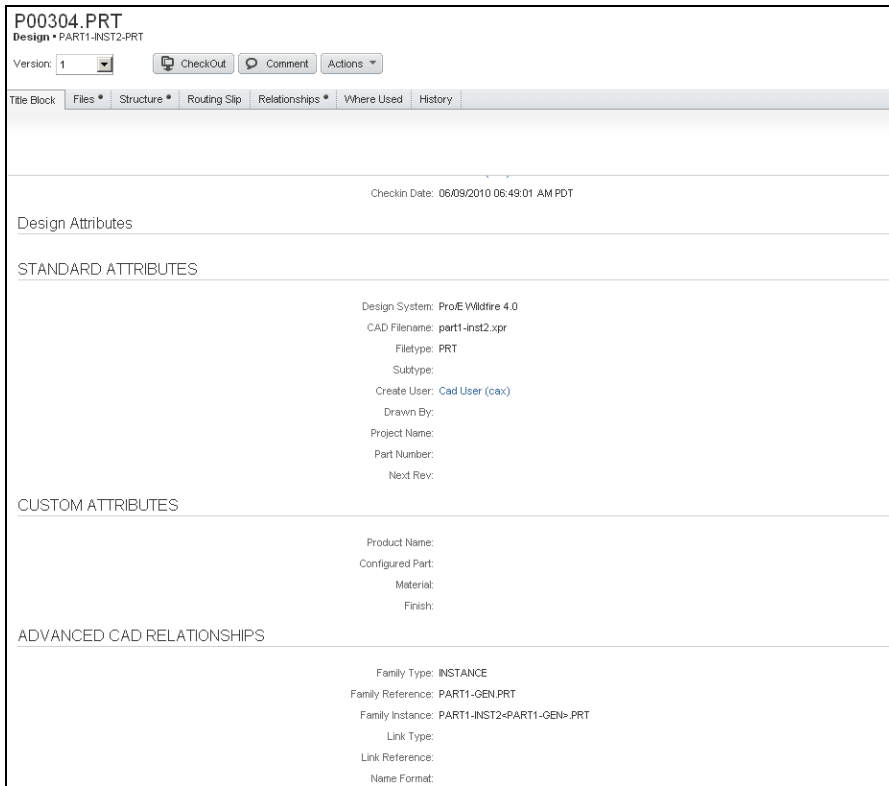 P00304.PRT
Design • PART1-INST2-PRT
Version: 1 CheckOut Comment Actions
Title Block Files • Structure • Routing Slip Relationships • Where Used History
Checkin Date: 06/09/2010 06:49:01 AM PDT
Design Attributes
STANDARD ATTRIBUTES
Design System: Pro/E Wildfire 4.0
CAD Filename: part1-inst2.xpr
Filetype: PRT
Subtype:
Create User: Cad User (cax)
Drawn By:
Project Name:
Part Number:
Next Rev:
CUSTOM ATTRIBUTES
Product Name:
Configured Part:
Material:
Finish:
ADVANCED CAD RELATIONSHIPS
Family Type: INSTANCE
Family Reference: PART1-GEN.PRT
Family Instance: PART1-INST2<PART1-GEN>.PRT
Link Type:
Link Reference:
Name Format: